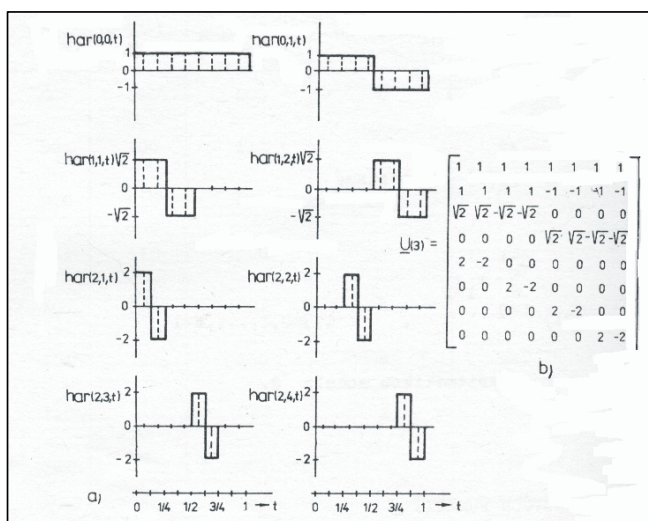 har(0,0,t)
1
0
-1
har(0,1,t)
1
0
-1
har(1,1,t)√2
0
-√2
har(1,2,t)√2
0
-√2
har(2,1,t)
2
0
-2
har(2,2,t)
2
0
-2
har(2,3,t)
2
0
-2
har(2,4,t)
2
0
-2
a)
0 1/4 1/2 3/4 1 → t
0 1/4 1/2 3/4 1 → t
U(3) =
1 1 1 1 1 1 1 1
1 1 1 1 -1 -1 -1 -1
√2 √2 -√2 -√2 0 0 0 0
0 0 0 0 √2 √2 -√2 -√2
2 -2 0 0 0 0 0 0
0 0 2 -2 0 0 0 0
0 0 0 0 2 -2 0 0
0 0 0 0 0 0 2 -2
b)